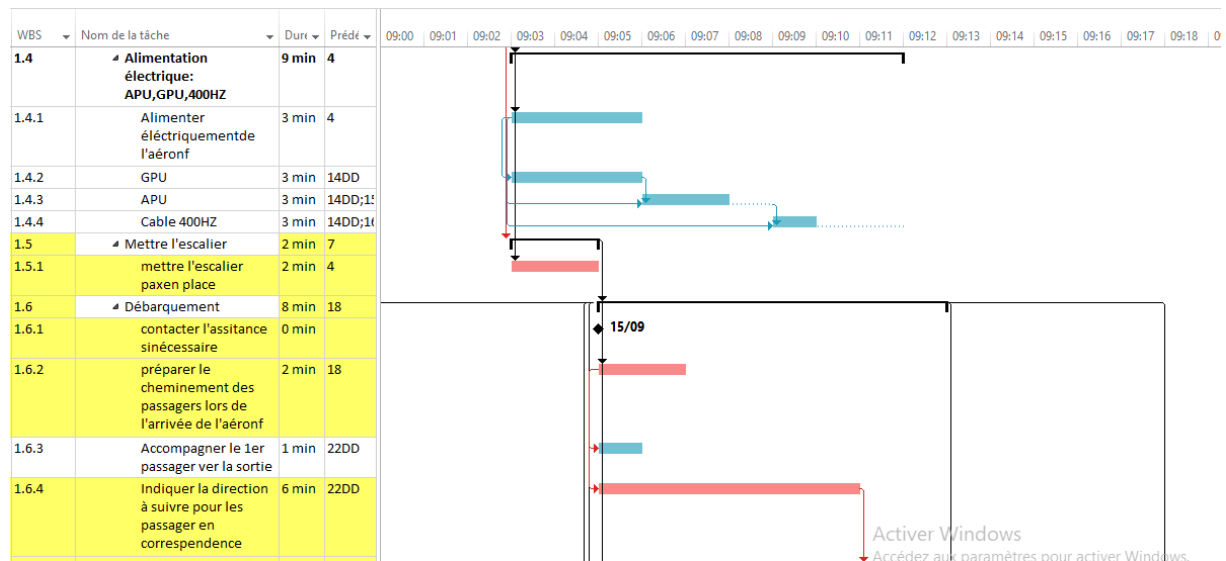 WBS Nom de la tâche Dure Prédé 09:00 09:01 09:02 09:03 09:04 09:05 09:06 09:07 09:08 09:09 09:10 09:11 09:12 09:13 09:14 09:15 09:16 09:17 09:18
1.4 Alimentation 9 min 4
électrique:
APU,GPU,400HZ
1.4.1 Alimenter 3 min 4
éléctriquementde
l'aéronf
1.4.2 GPU 3 min 14DD
1.4.3 APU 3 min 14DD;15
1.4.4 Cable 400HZ 3 min 14DD;16
1.5 Mettre l'escalier 2 min 7
1.5.1 mettre l'escalier 2 min 4
paxen place
1.6 Débarquement 8 min 18
1.6.1 contacter l'assitance 0 min 15/09
sinécessaire
1.6.2 préparer le 2 min 18
cheminement des
passagers lors de
l'arrivée de l'aéronf
1.6.3 Accompagner le 1er 1 min 22DD
passager ver la sortie
1.6.4 Indiquer la direction 6 min 22DD
à suivre pour les
passager en
correspendence
Activer Windows
Accédez aux paramètres pour activer Windows.